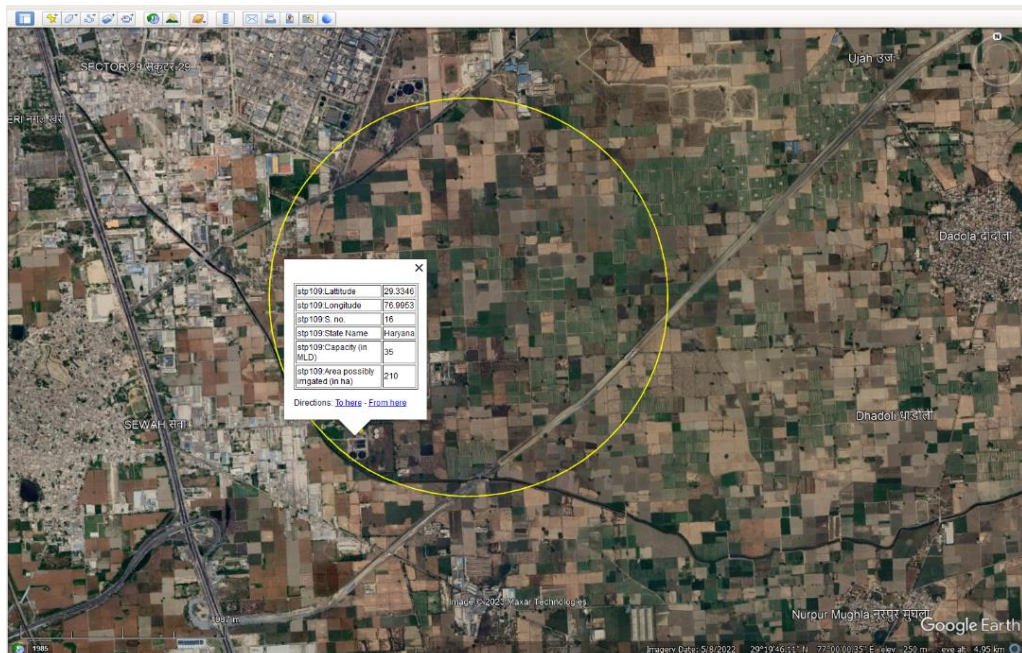 SECTOR 29 सेक्टर 29
Ujah उजः
Dadola दादोला
×
stp109:Lattitude 29.3346
stp109:Longitude 76.9953
stp109:S. no. 16
stp109:State Name Haryana
stp109:Capacity (in
MLD) 35
stp109:Area possibly
irrigated (in ha) 210
Directions: To here - From here
SEWAH
Dhadoli धाडोली
Image © 2023 Maxar Technologies
1987 m
Nurpur Mughla नूरपुर मुघला
Google Earth
1985
Imagery Date: 5/8/2022 29°19'46.11" N 77°00'00.35" E elev 250 m eye alt 4.95 km